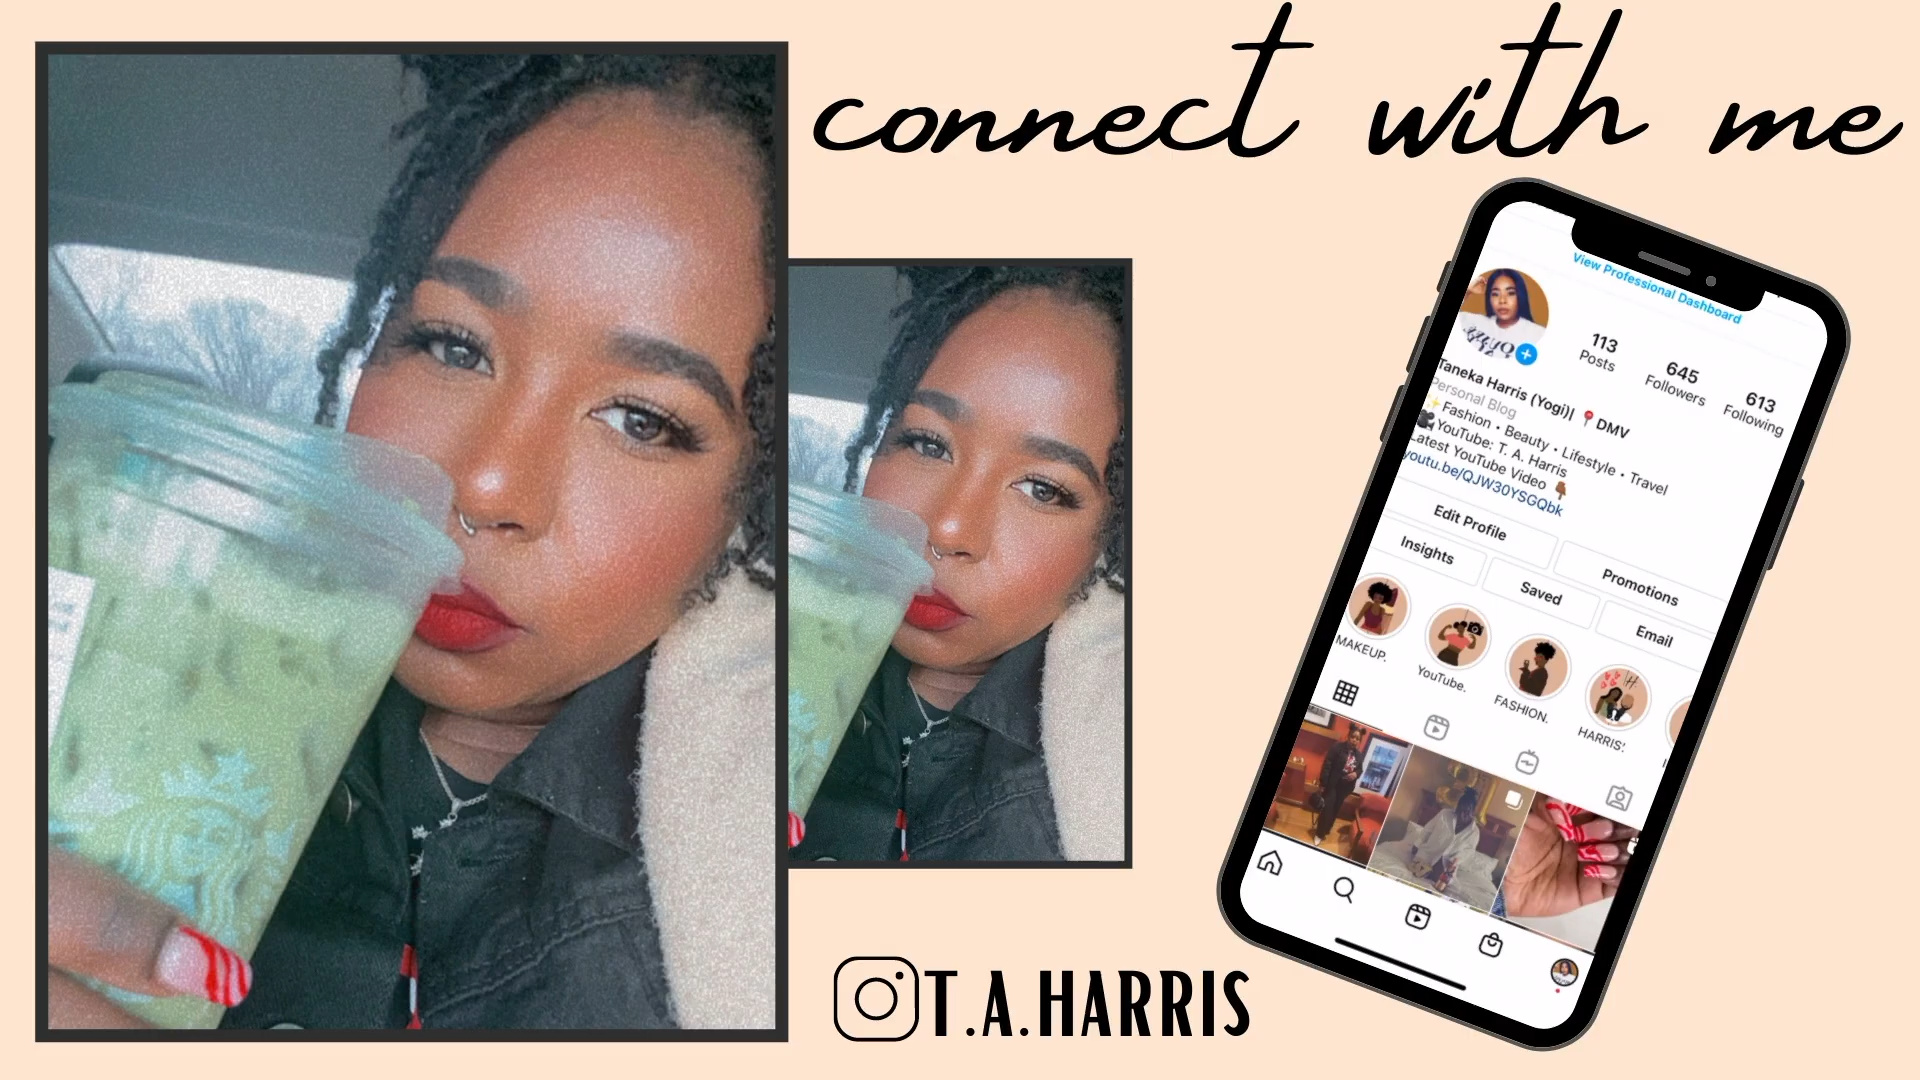 connect with me
View Professional Dashboard
113
Posts
645
Followers
613
Following
Taneka Harris (Yogi)| 📍 DMV
Personal Blog
✨Fashion • Beauty • Lifestyle • Travel
🎥YouTube: T. A. Harris
Latest YouTube Video 👇🏾
youtu.be/QJW30YSGQbk
Edit Profile
Promotions
Insights
Saved
Email
MAKEUP.
YouTube.
FASHION.
HARRIS'
T.A.HARRIS